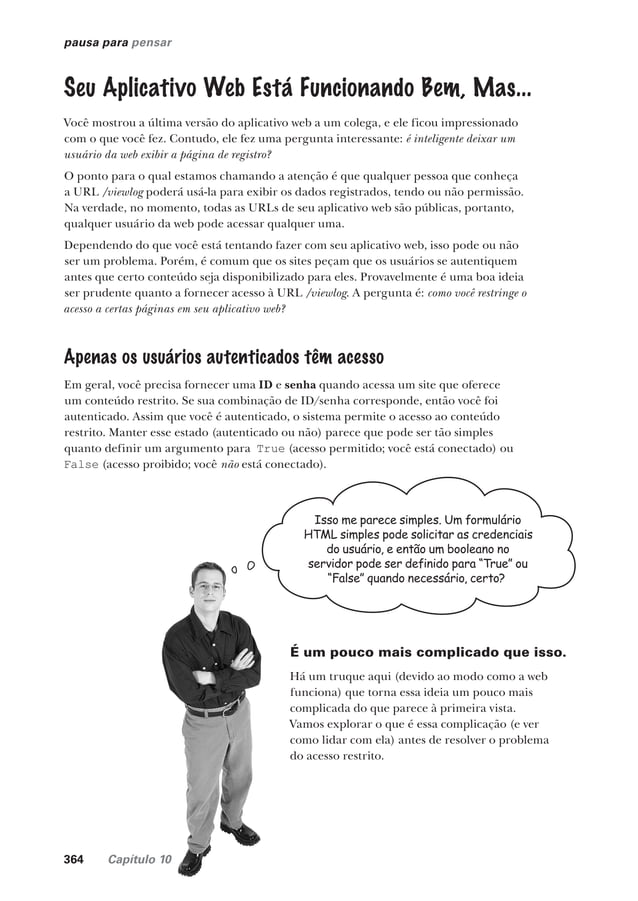 pausa para pensar
Seu Aplicativo Web Está Funcionando Bem, Mas...
Você mostrou a última versão do aplicativo web a um colega, e ele ficou impressionado
com o que você fez. Contudo, ele fez uma pergunta interessante: é inteligente deixar um
usuário da web exibir a página de registro?
O ponto para o qual estamos chamando a atenção é que qualquer pessoa que conheça
a URL /viewlog poderá usá-la para exibir os dados registrados, tendo ou não permissão.
Na verdade, no momento, todas as URLs de seu aplicativo web são públicas, portanto,
qualquer usuário da web pode acessar qualquer uma.
Dependendo do que você está tentando fazer com seu aplicativo web, isso pode ou não
ser um problema. Porém, é comum que os sites peçam que os usuários se autentiquem
antes que certo conteúdo seja disponibilizado para eles. Provavelmente é uma boa ideia
ser prudente quanto a fornecer acesso à URL /viewlog. A pergunta é: como você restringe o
acesso a certas páginas em seu aplicativo web?
Apenas os usuários autenticados têm acesso
Em geral, você precisa fornecer uma ID e senha quando acessa um site que oferece
um conteúdo restrito. Se sua combinação de ID/senha corresponde, então você foi
autenticado. Assim que você é autenticado, o sistema permite o acesso ao conteúdo
restrito. Manter esse estado (autenticado ou não) parece que pode ser tão simples
quanto definir um argumento para True (acesso permitido; você está conectado) ou
False (acesso proibido; você não está conectado).
Isso me parece simples. Um formulário
HTML simples pode solicitar as credenciais
do usuário, e então um booleano no
servidor pode ser definido para “True” ou
“False” quando necessário, certo?
É um pouco mais complicado que isso.
Há um truque aqui (devido ao modo como a web
funciona) que torna essa ideia um pouco mais
complicada do que parece à primeira vista.
Vamos explorar o que é essa complicação (e ver
como lidar com ela) antes de resolver o problema
do acesso restrito.
364 Capítulo 10